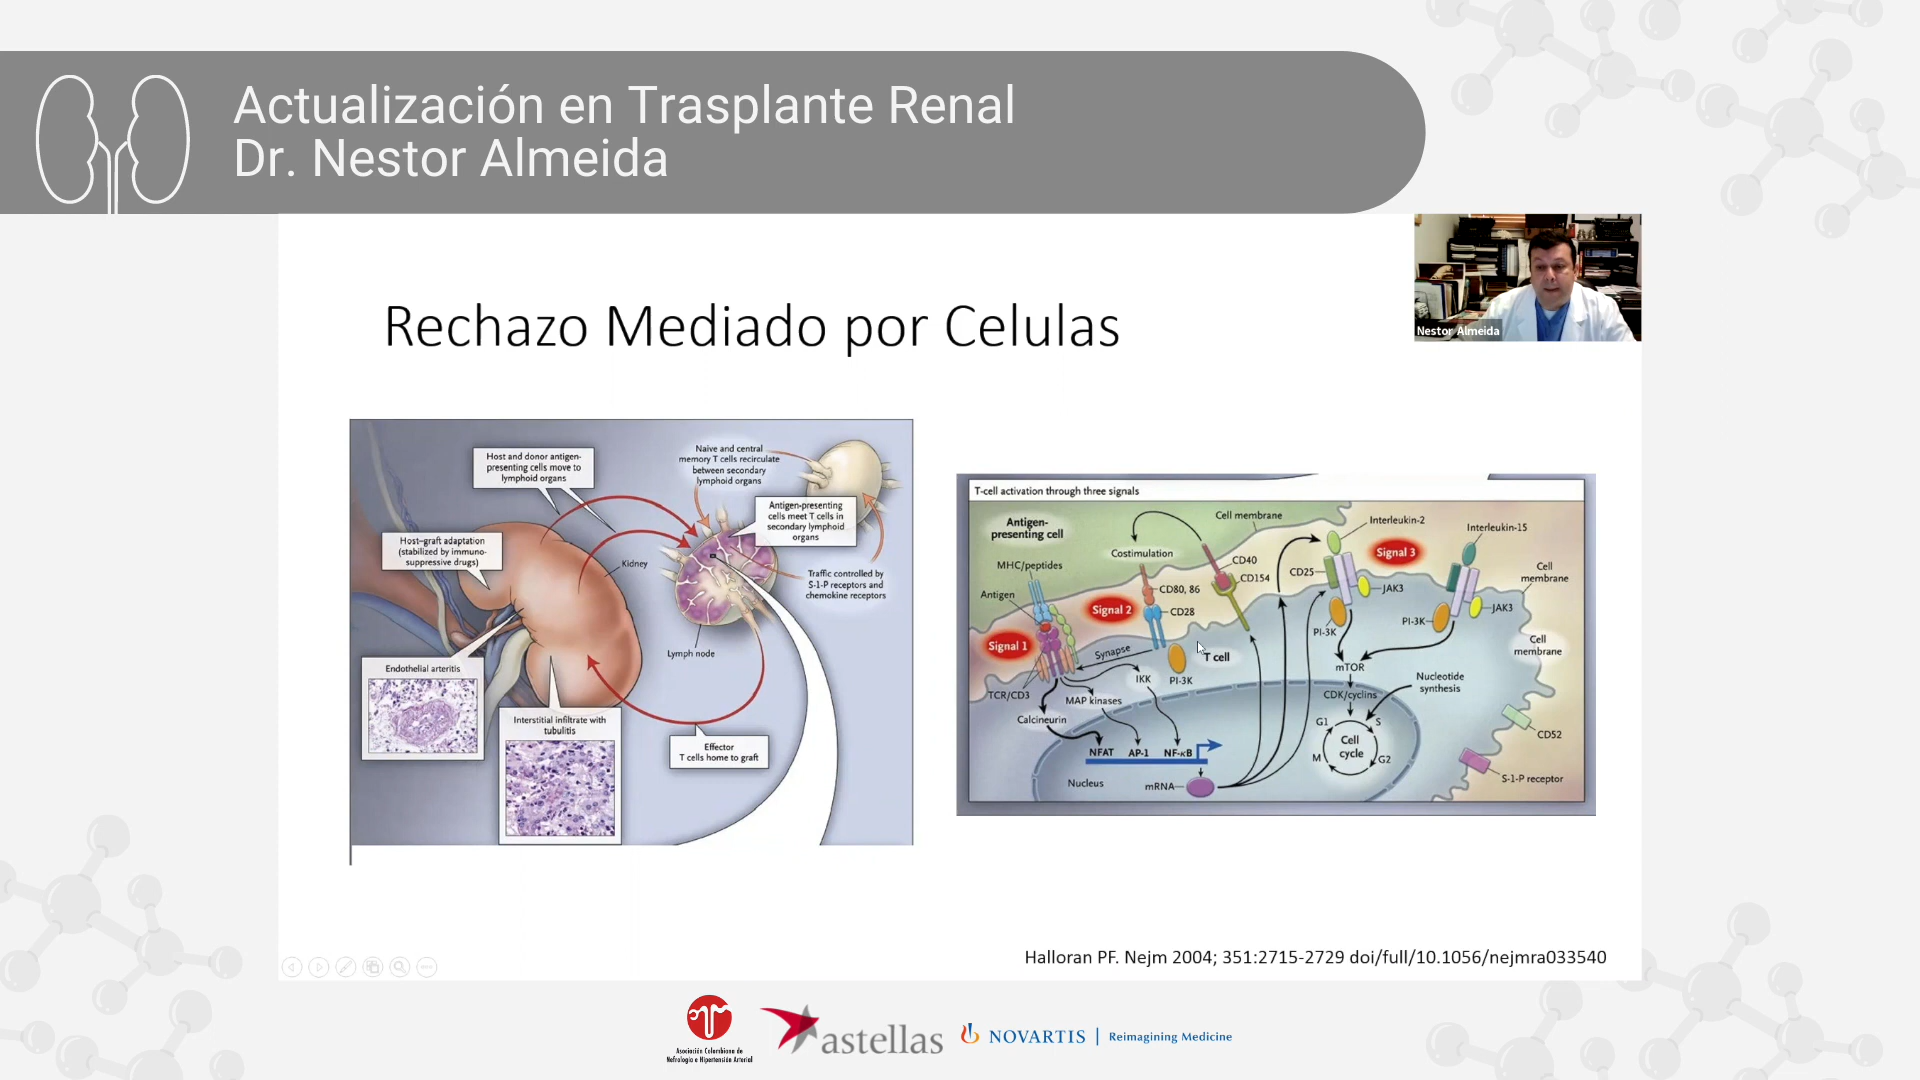 Actualización en Trasplante Renal
Dr. Nestor Almeida
Nestor Almeida
Rechazo Mediado por Celulas
Host and donor antigen-
presenting cells move to
lymphoid organs
Naive and central
memory T cells recirculate
between secondary
lymphoid organs
Antigen-presenting
cells meet T cells in
secondary lymphoid
organs
Host–graft adaptation
(stabilized by immuno-
suppressive drugs)
Kidney
Traffic controlled by
S-1-P receptors and
chemokine receptors
Lymph node
Endothelial arteritis
Interstitial infiltrate with
tubulitis
Effector
T cells home to graft
T-cell activation through three signals
Antigen-
presenting cell
Cell membrane
Interleukin-2
Interleukin-15
Costimulation
Signal 3
MHC/peptides
CD40
CD25
Cell
membrane
CD154
Antigen
CD80, 86
JAK3
Signal 2
CD28
JAK3
PI-3K
PI-3K
Signal 1
Synapse
T cell
Cell
membrane
mTOR
IKK
PI-3K
Nucleotide
synthesis
TCR/CD3
MAP kinases
CDK/cyclins
Calcineurin
G1
S
CD52
NFAT
AP-1
NF-κB
Cell
cycle
M
G2
Nucleus
mRNA
S-1-P receptor
Halloran PF. Nejm 2004; 351:2715-2729 doi/full/10.1056/nejmra033540
Asociación Colombiana de
Nefrología e Hipertensión Arterial
astellas
NOVARTIS | Reimagining Medicine